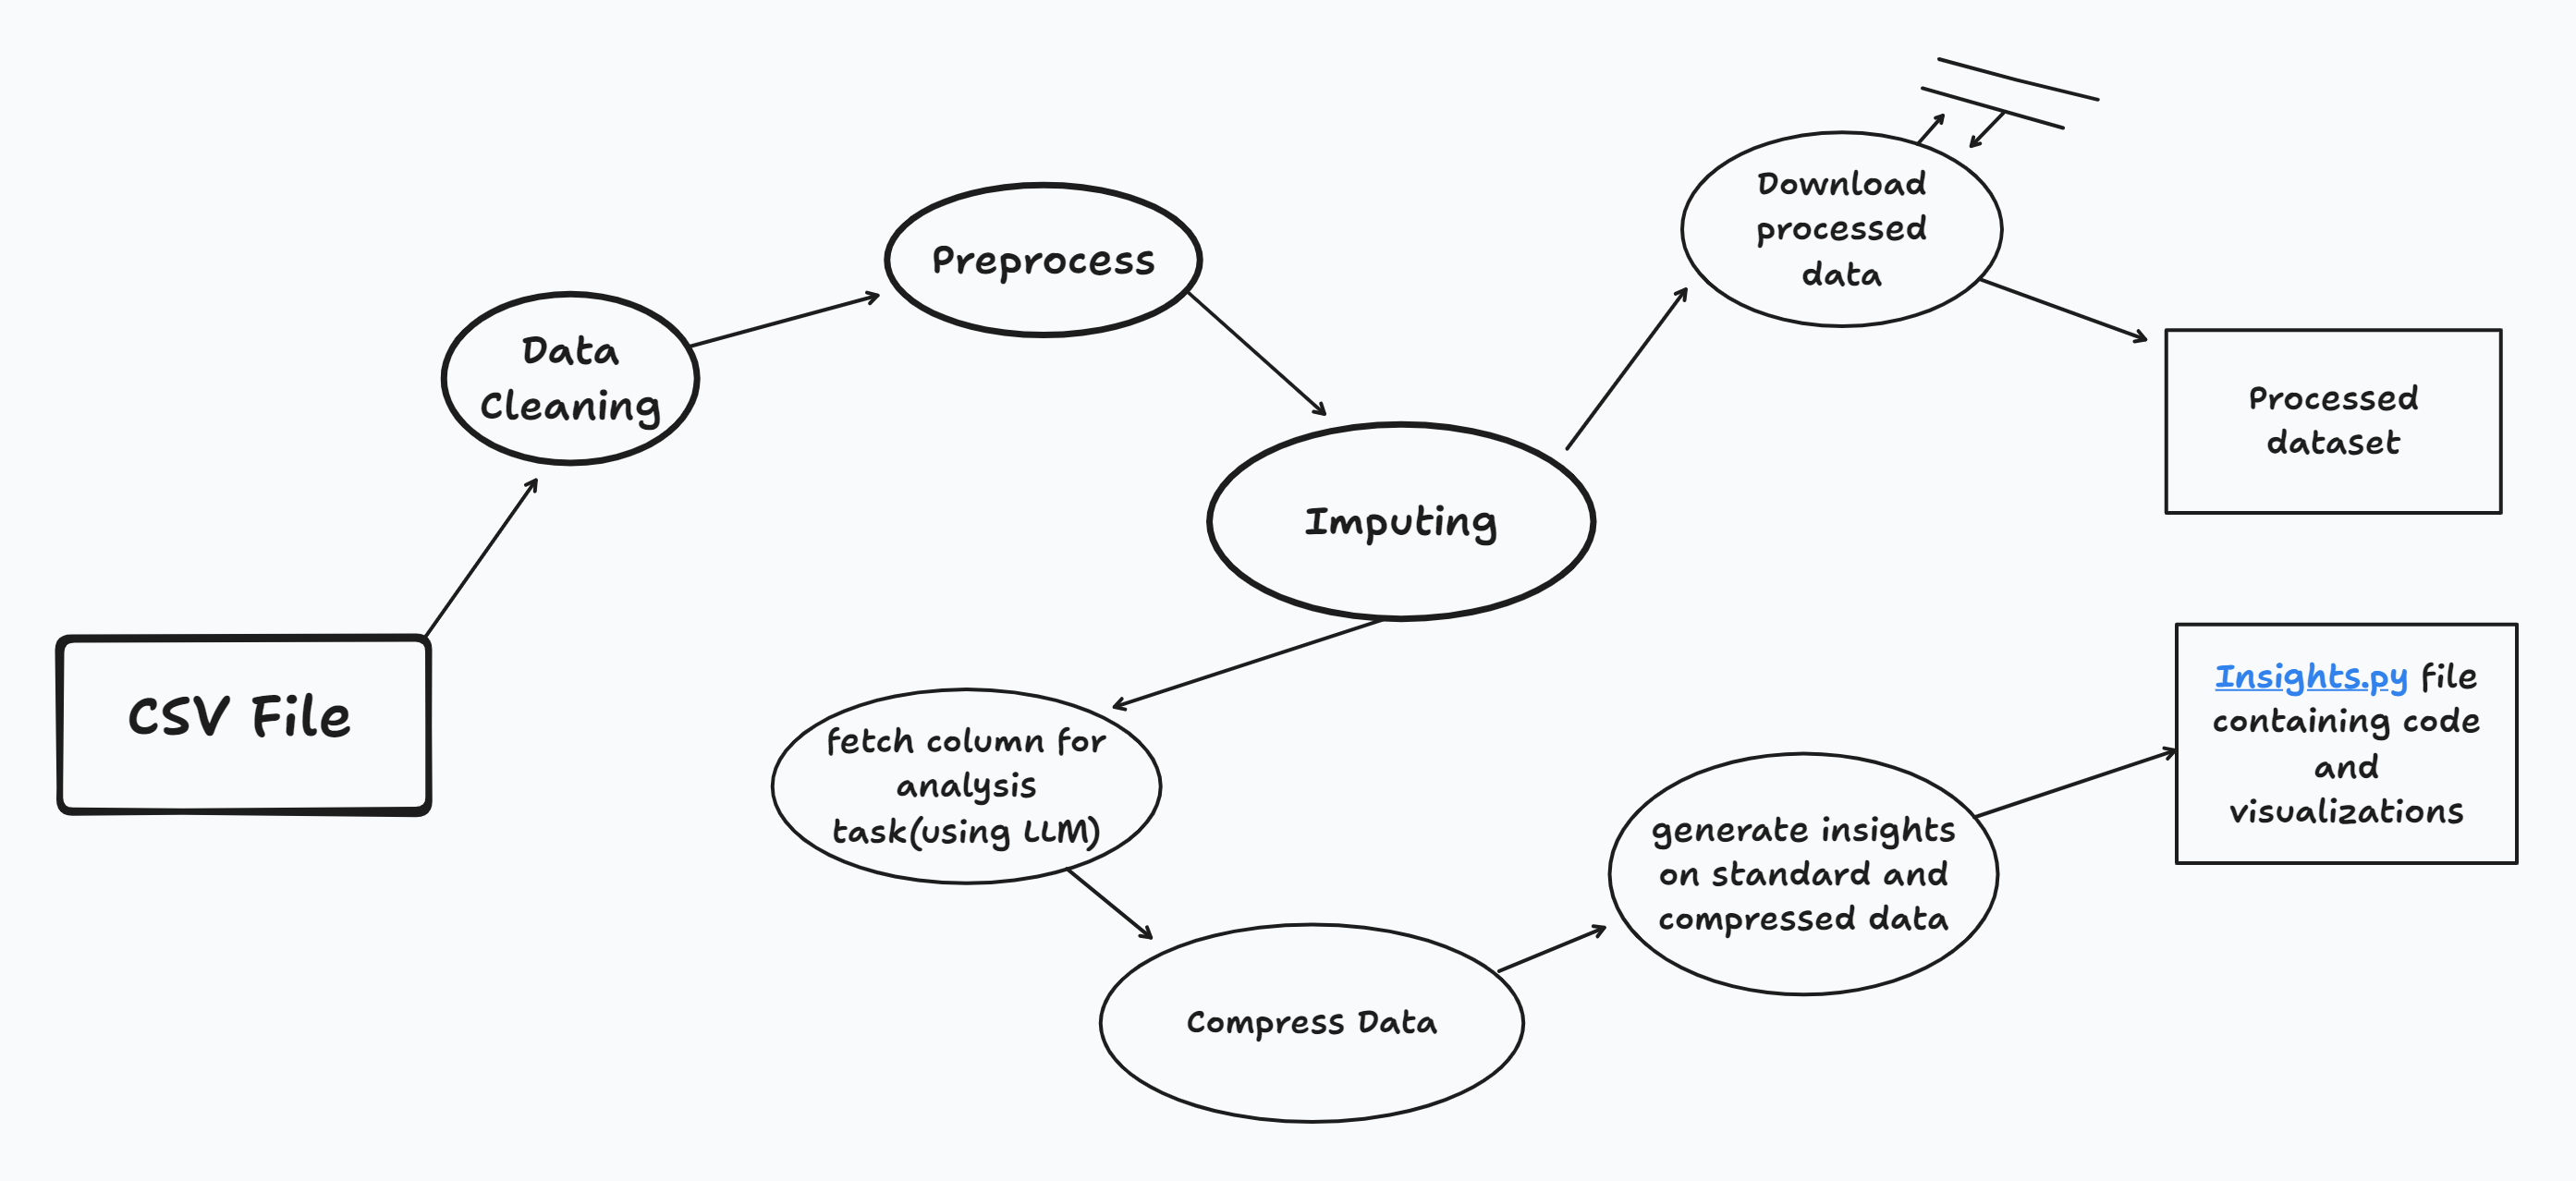 CSV File
Data
Cleaning
Preprocess
Imputing
Download
processed
data
Processed
dataset
fetch column for
analysis
task(using LLM)
Compress Data
generate insights
on standard and
compressed data
Insights.py file
containing code
and
visualizations